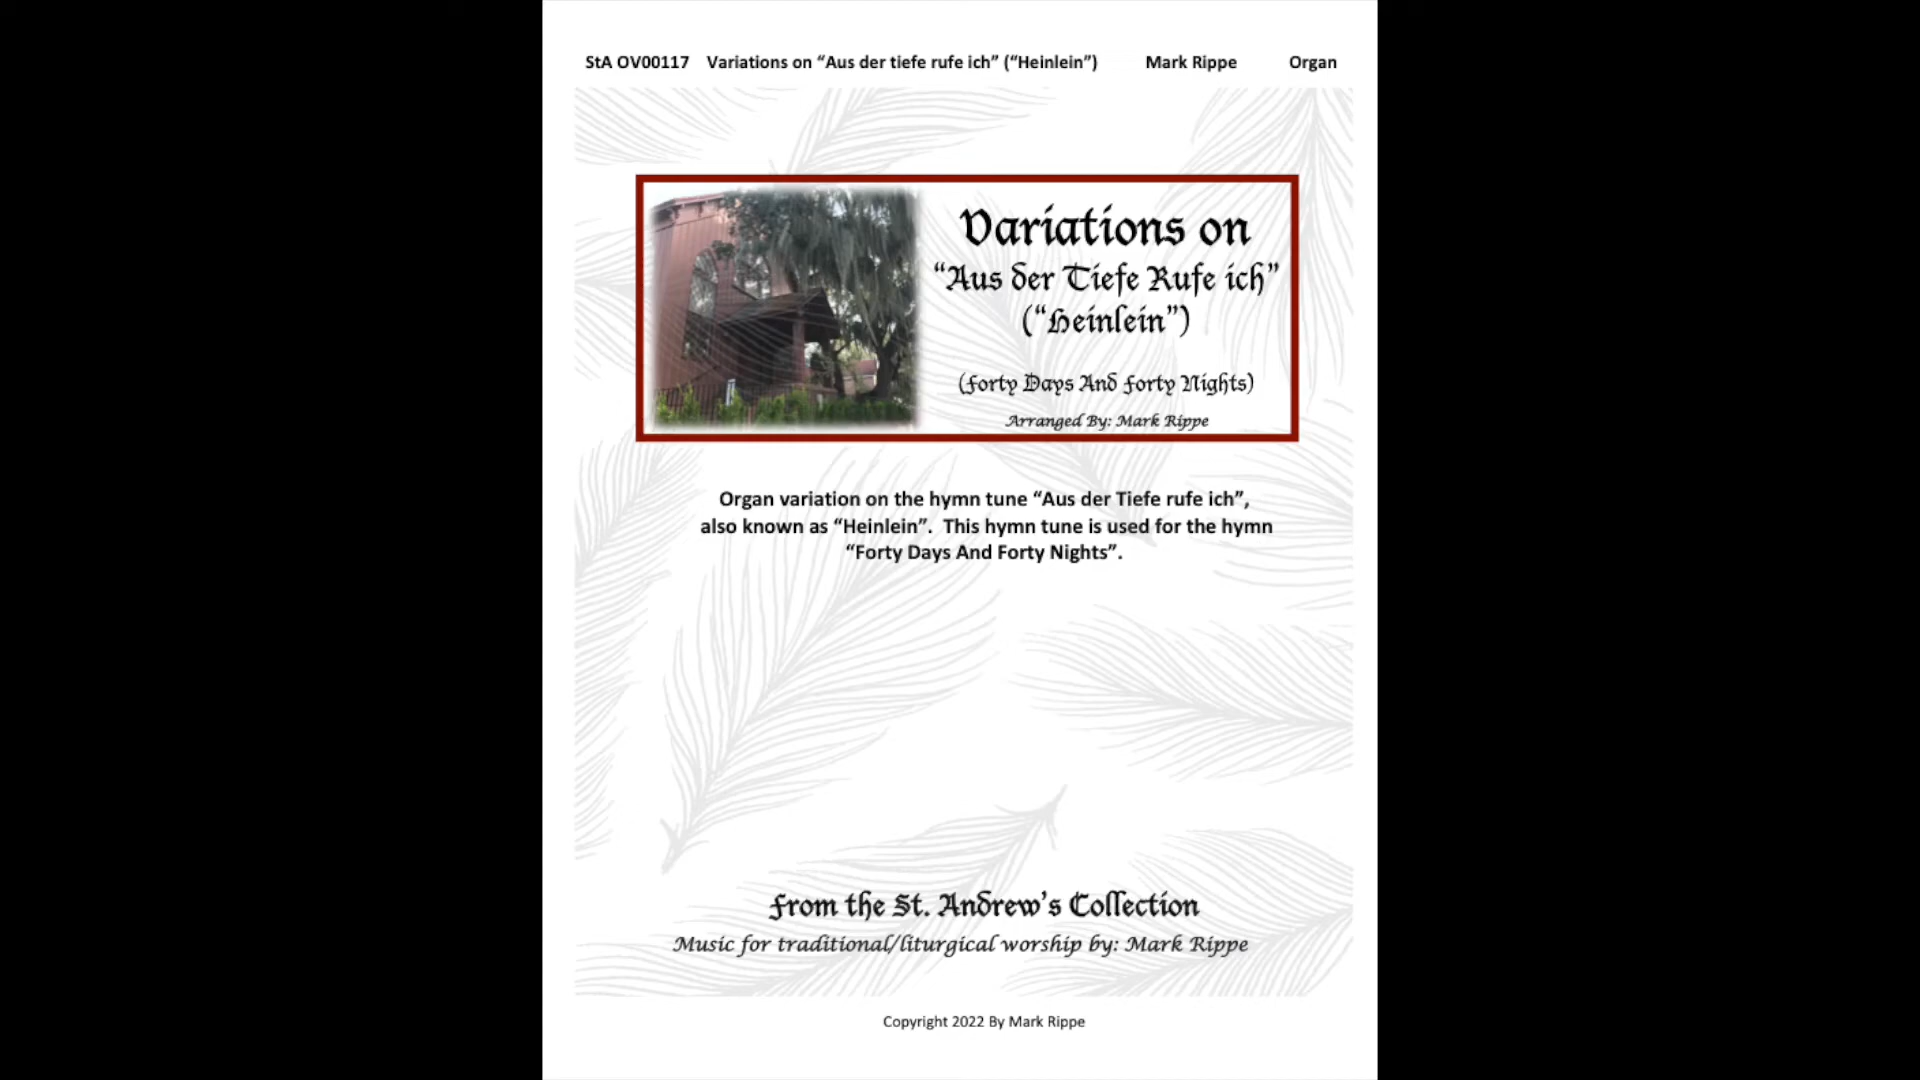 StA OV00117 Variations on “Aus der tiefe rufe ich” (“Heinlein”) Mark Rippe Organ
Variations on
“Aus der Tiefe Rufe ich”
(“Heinlein”)
(Forty Days And Forty Nights)
Arranged By: Mark Rippe
Organ variation on the hymn tune “Aus der Tiefe rufe ich”,
also known as “Heinlein”. This hymn tune is used for the hymn
“Forty Days And Forty Nights”.
From the St. Andrew’s Collection
Music for traditional/liturgical worship by: Mark Rippe
Copyright 2022 By Mark Rippe